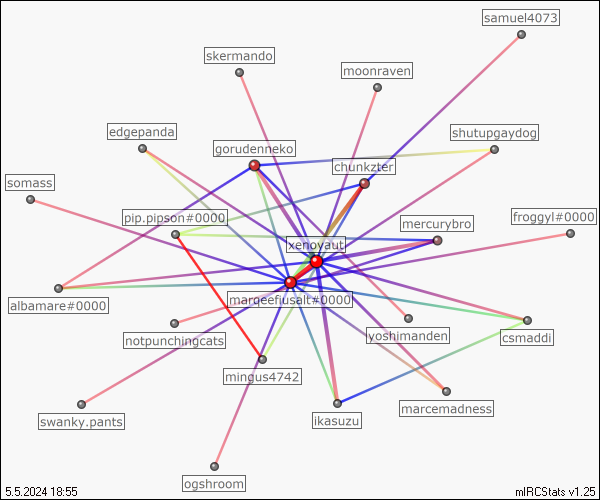 samuel4073
skermando
moonraven
edgepanda
shutupgaydog
gorudenneko
chunkzter
somass
pip.pipson#0000
froggyl#0000
mercurybro
xenoyaut
marqeefiusalt#0000
albamare#0000
notpunchingcats
yoshimanden
csmaddi
mingus4742
marcemadness
swanky.pants
ikasuzu
ogshroom
5.5.2024 18:55
mIRCStats v1.25